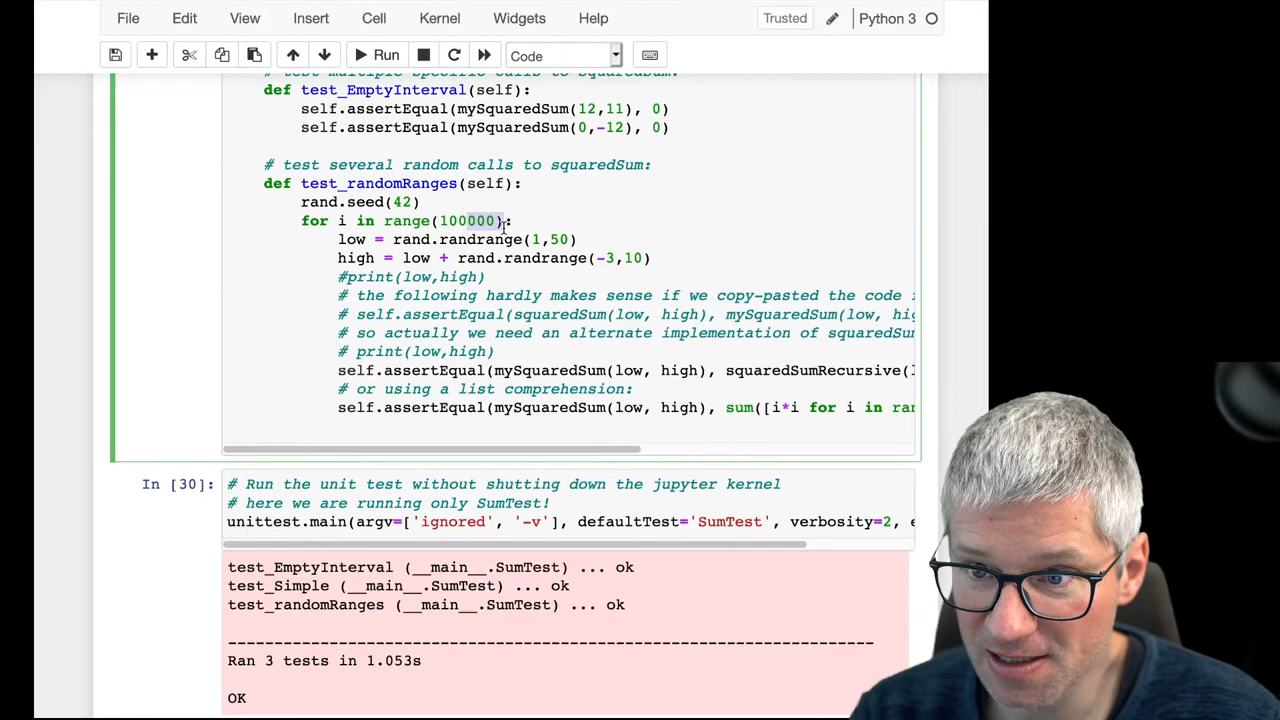 File Edit View Insert Cell Kernel Widgets Help Trusted Python 3
Run Code
# test multiple specific calls to squaredSum:
def test_EmptyInterval(self):
self.assertEqual(mySquaredSum(12,11), 0)
self.assertEqual(mySquaredSum(0,-12), 0)
# test several random calls to squaredSum:
def test_randomRanges(self):
rand.seed(42)
for i in range(100000):
low = rand.randrange(1,50)
high = low + rand.randrange(-3,10)
#print(low,high)
# the following hardly makes sense if we copy-pasted the code
# self.assertEqual(squaredSum(low, high), mySquaredSum(low,
# so actually we need an alternate implementation of
# print(low,high)
self.assertEqual(mySquaredSum(low, high), squaredSumRecursive(
# or using a list comprehension:
self.assertEqual(mySquaredSum(low, high), sum([i*i for i in
In [30]: # Run the unit test without shutting down the jupyter kernel
# here we are running only SumTest!
unittest.main(argv=['ignored', '-v'], defaultTest='SumTest', verbosity=2,
test_EmptyInterval (__main__.SumTest) ... ok
test_Simple (__main__.SumTest) ... ok
test_randomRanges (__main__.SumTest) ... ok
----------------------------------------------------------------------
Ran 3 tests in 1.053s
OK